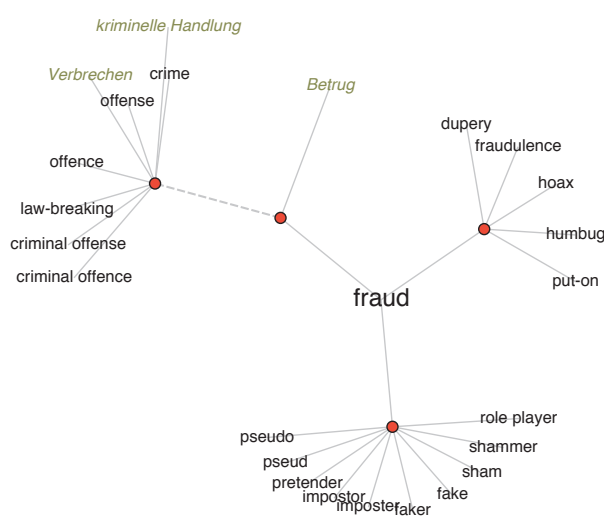 kriminelle Handlung
Verbrechen
crime
offense
Betrug
dupery
fraudulence
offence
hoax
law-breaking
humbug
criminal offense
criminal offence
put-on
fraud
role player
pseudo
shammer
pseud
sham
pretender
fake
impostor
imposter
faker